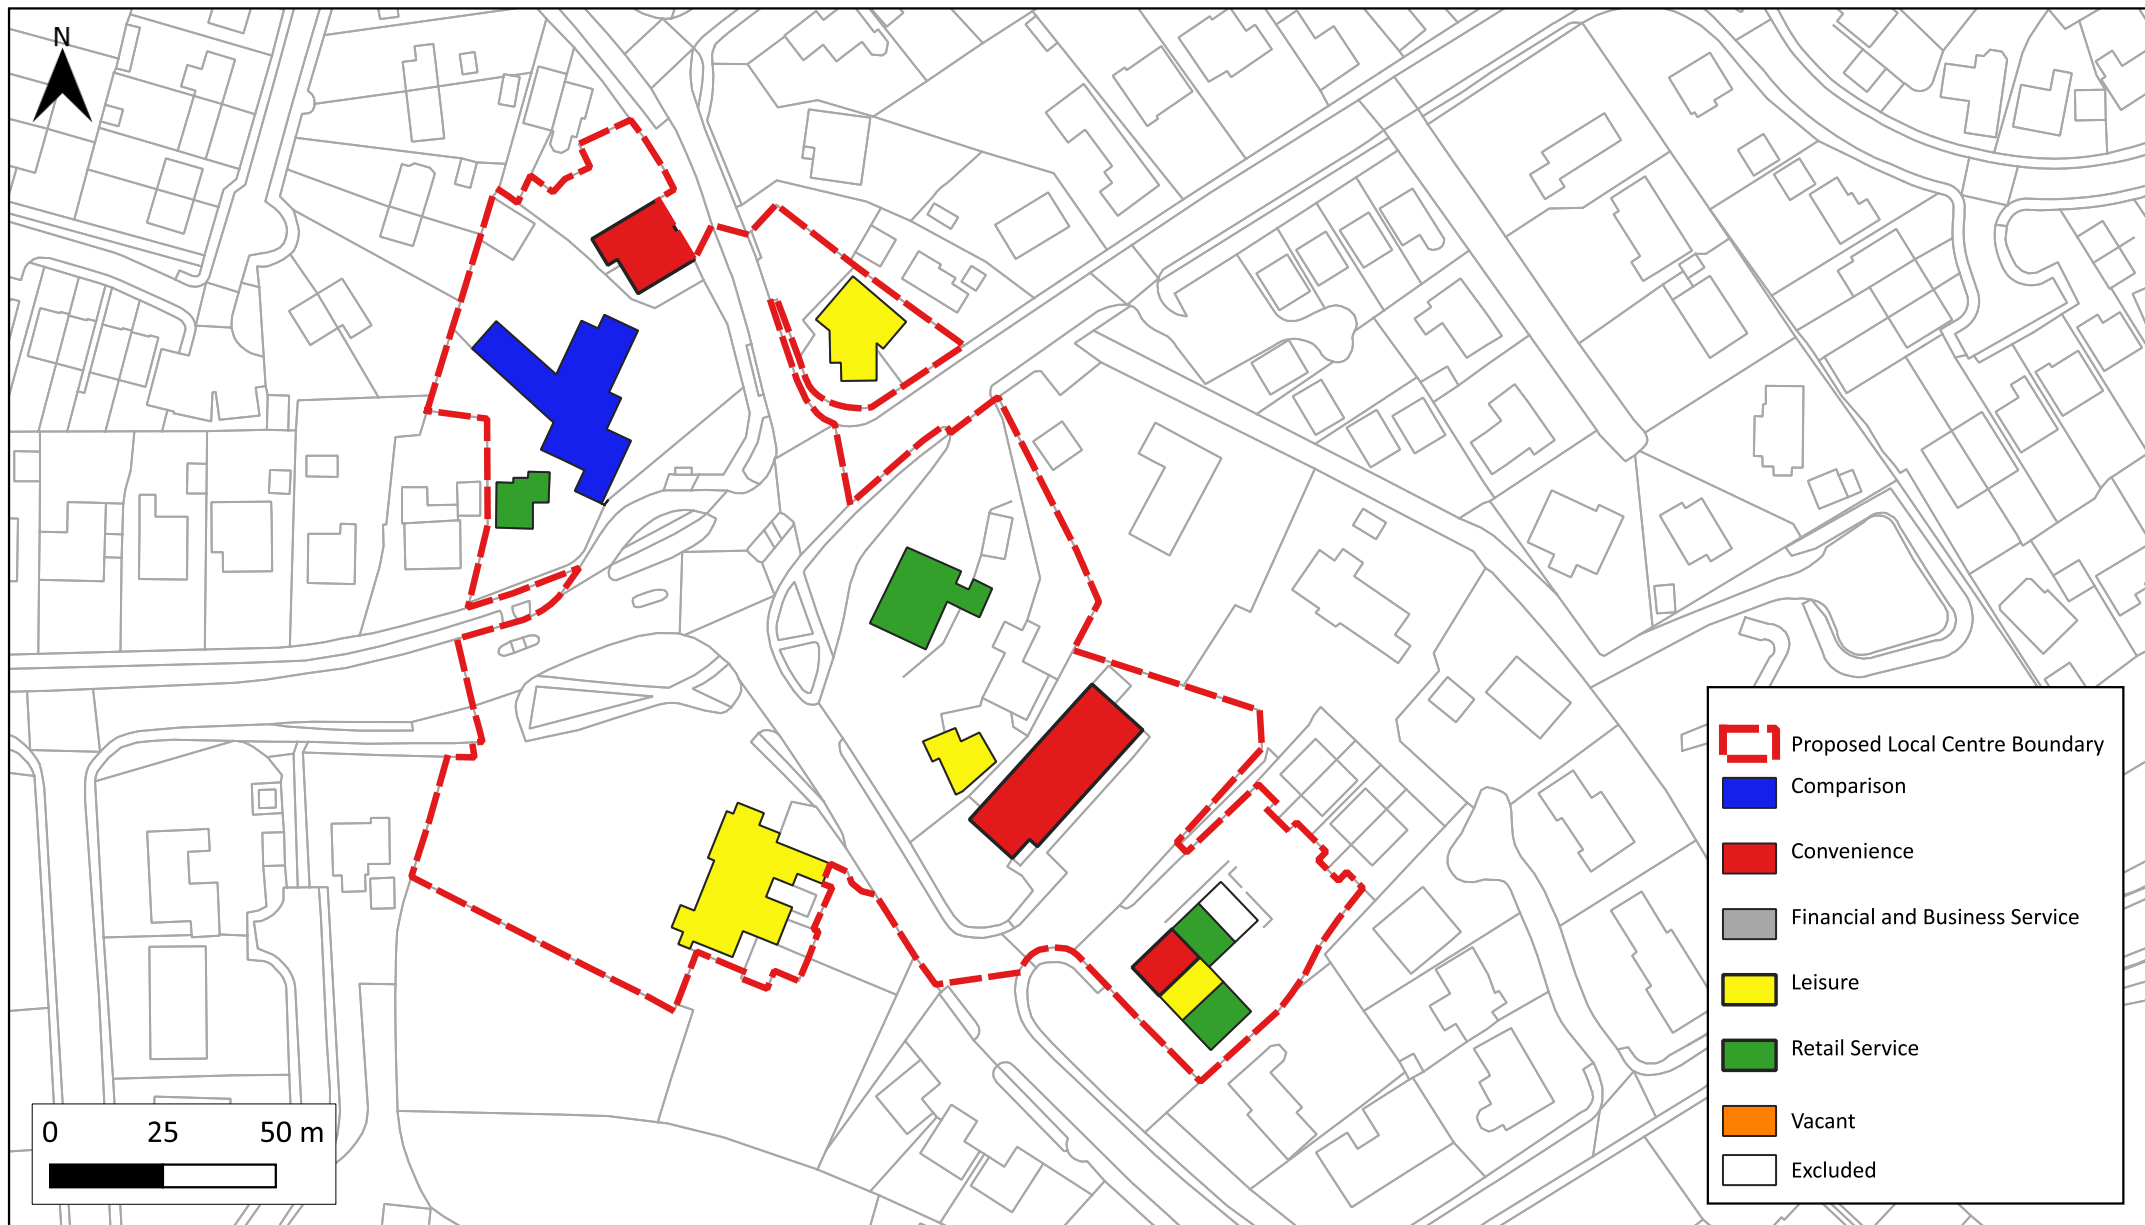 N
Proposed Local Centre Boundary
Comparison
Convenience
Financial and Business Service
Leisure
Retail Service
Vacant
Excluded
0 25 50 m